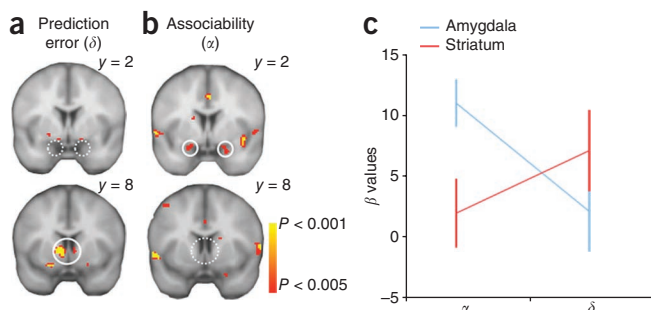 a Prediction error (δ)
y = 2
y = 8
b Associability (α)
y = 2
y = 8
P < 0.001
P < 0.005
c
Amygdala
Striatum
15
10
5
0
−5
β values
α
δ